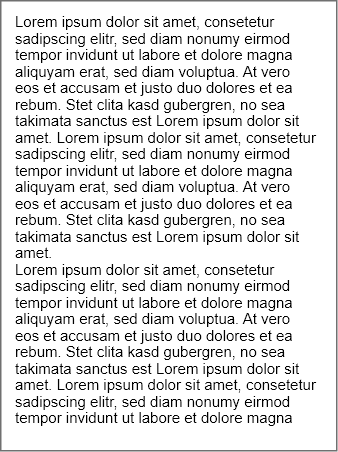 Lorem ipsum dolor sit amet, consetetur
sadipscing elitr, sed diam nonumy eirmod
tempor invidunt ut labore et dolore magna
aliquyam erat, sed diam voluptua. At vero
eos et accusam et justo duo dolores et ea
rebum. Stet clita kasd gubergren, no sea
takimata sanctus est Lorem ipsum dolor sit
amet. Lorem ipsum dolor sit amet, consetetur
sadipscing elitr, sed diam nonumy eirmod
tempor invidunt ut labore et dolore magna
aliquyam erat, sed diam voluptua. At vero
eos et accusam et justo duo dolores et ea
rebum. Stet clita kasd gubergren, no sea
takimata sanctus est Lorem ipsum dolor sit
amet.
Lorem ipsum dolor sit amet, consetetur
sadipscing elitr, sed diam nonumy eirmod
tempor invidunt ut labore et dolore magna
aliquyam erat, sed diam voluptua. At vero
eos et accusam et justo duo dolores et ea
rebum. Stet clita kasd gubergren, no sea
takimata sanctus est Lorem ipsum dolor sit
amet. Lorem ipsum dolor sit amet, consetetur
sadipscing elitr, sed diam nonumy eirmod
tempor invidunt ut labore et dolore magna